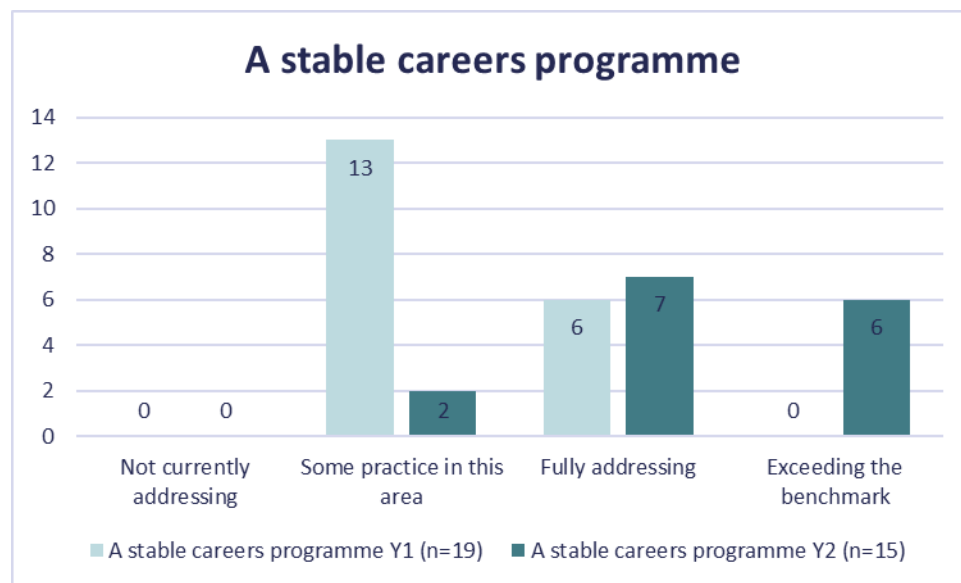 A stable careers programme
14
12
10
8
6
4
2
0
0
0
13
2
6
7
0
6
Not currently
addressing
Some practice in this
area
Fully addressing
Exceeding the
benchmark
A stable careers programme Y1 (n=19)
A stable careers programme Y2 (n=15)